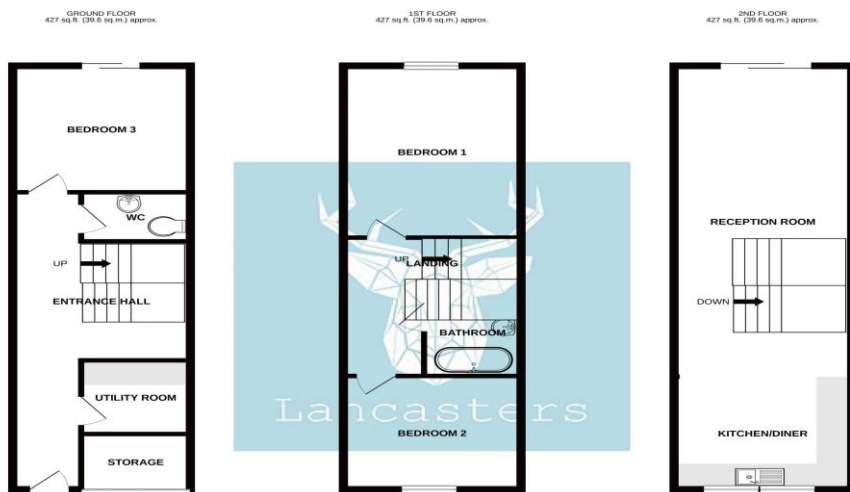 GROUND FLOOR
427 sq.ft. (39.6 sq.m.) approx.
BEDROOM 3
WC
UP
ENTRANCE HALL
UTILITY ROOM
STORAGE
1ST FLOOR
427 sq.ft. (39.6 sq.m.) approx.
BEDROOM 1
UP
LANDING
BATHROOM
Lancasters
BEDROOM 2
2ND FLOOR
427 sq.ft. (39.6 sq.m.) approx.
RECEPTION ROOM
DOWN
KITCHEN/DINER